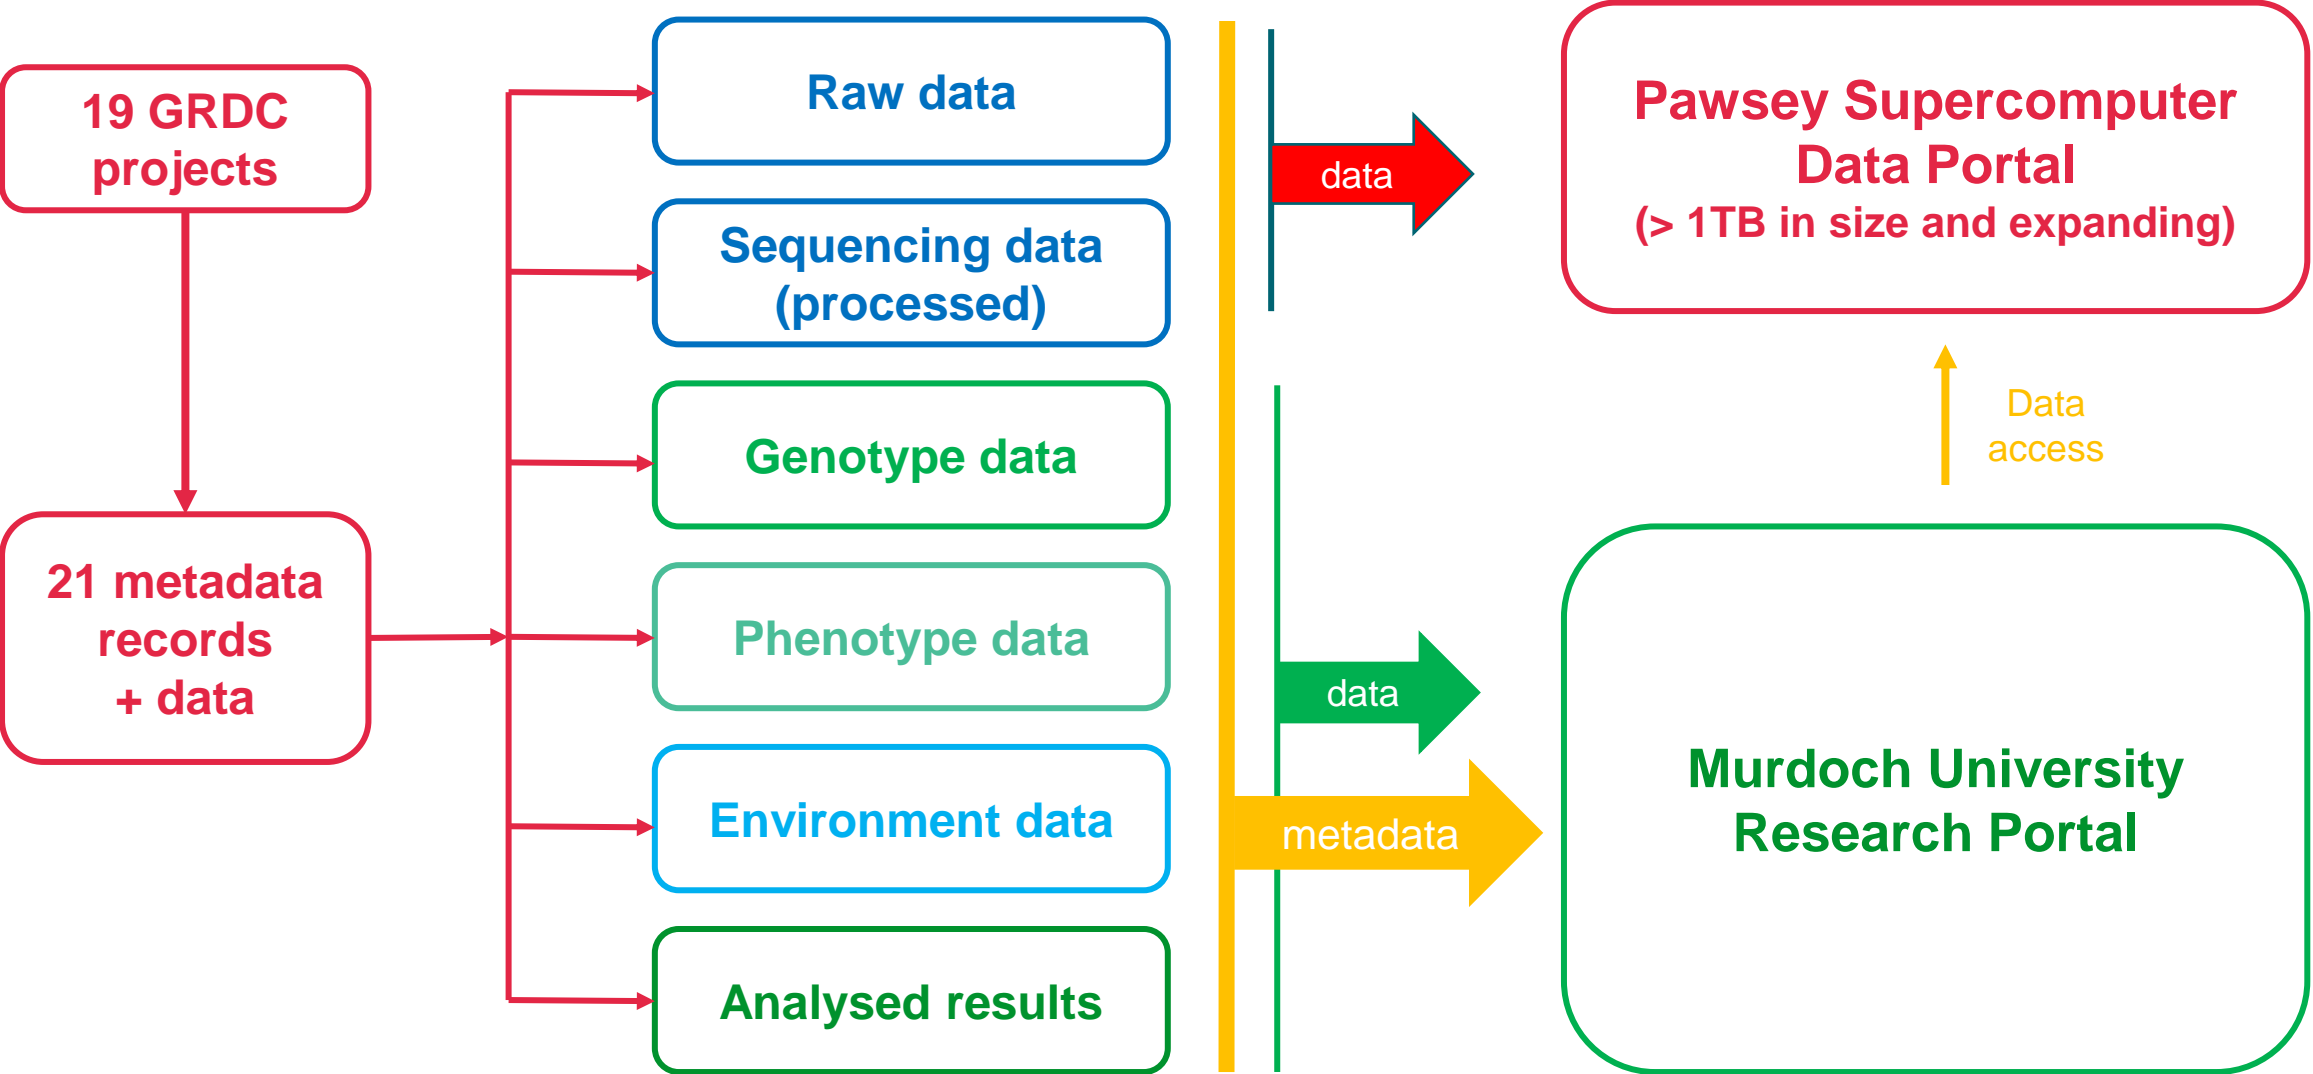 19 GRDC
projects
21 metadata
records
+ data
Raw data
Sequencing data
(processed)
Genotype data
Phenotype data
Environment data
Analysed results
data
data
metadata
Pawsey Supercomputer
Data Portal
(> 1TB in size and expanding)
Data
access
Murdoch University
Research Portal